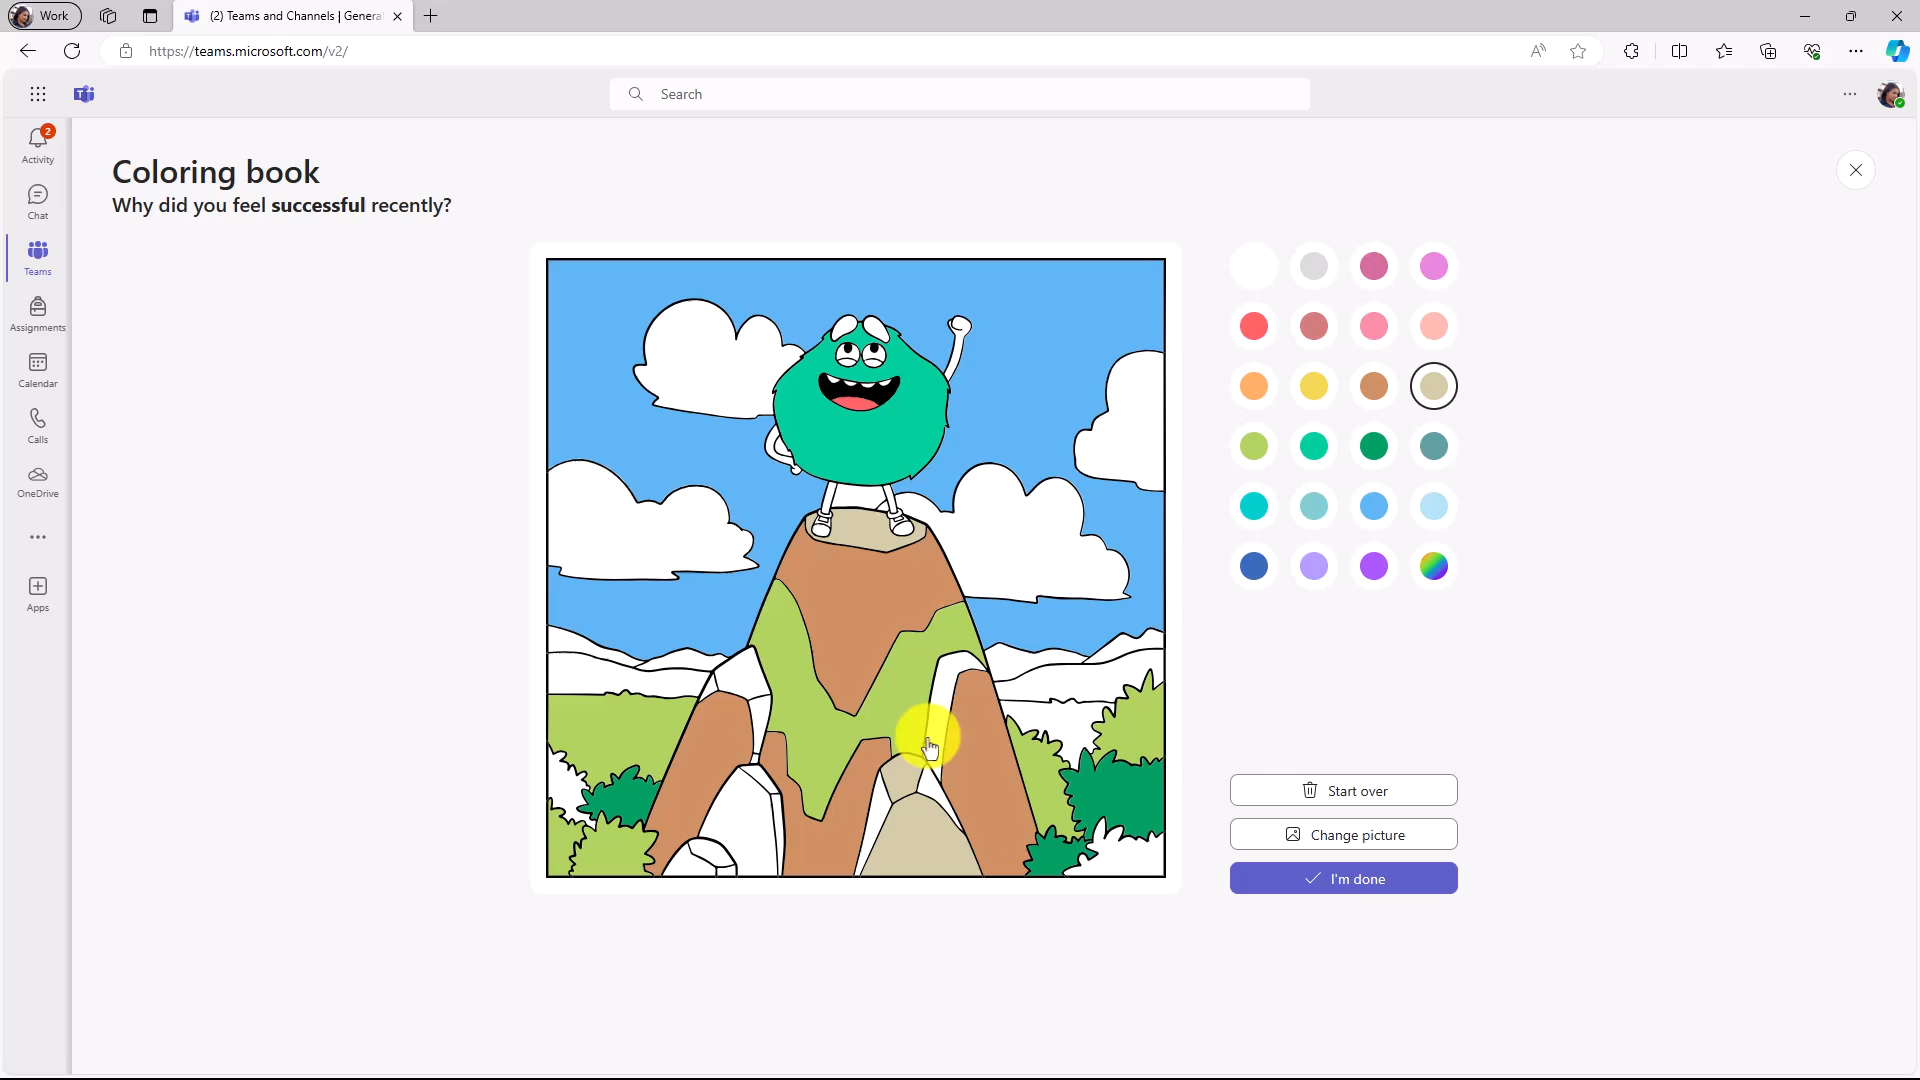 Work
(2) Teams and Channels | Genera
https://teams.microsoft.com/v2/
Search
2
Activity
Chat
Teams
Assignments
Calendar
Calls
OneDrive
Apps
Coloring book
Why did you feel successful recently?
Start over
Change picture
I'm done